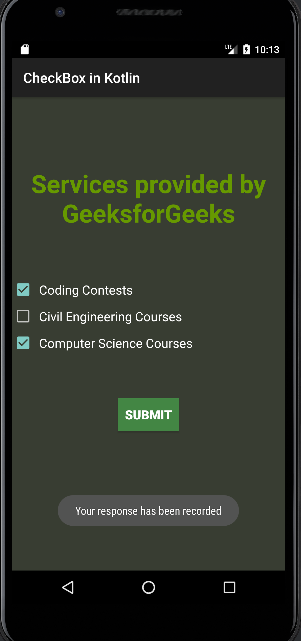 10:13
CheckBox in Kotlin
Services provided by
GeeksforGeeks
Coding Contests
Civil Engineering Courses
Computer Science Courses
SUBMIT
Your response has been recorded